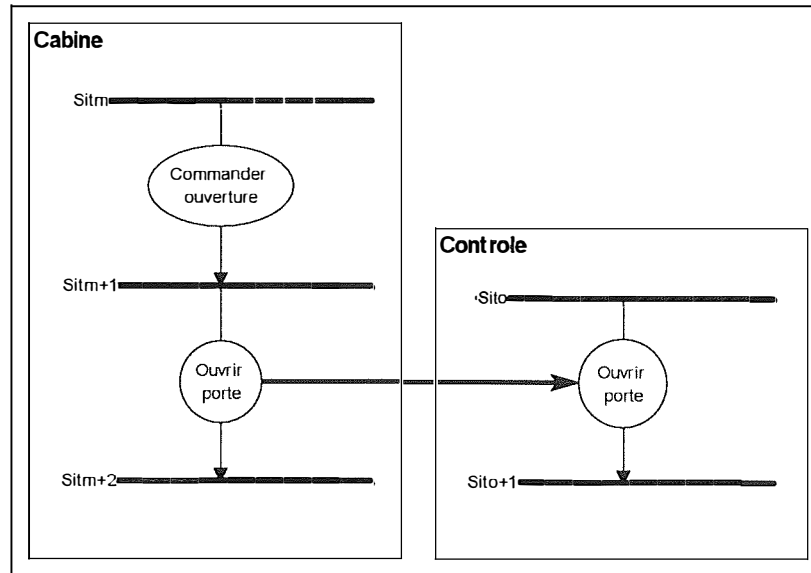 Cabine
Sitm
Commander
ouverture
Sitm+1
Ouvrir
porte
Sitm+2
Controle
Sito
Ouvrir
porte
Sito+1